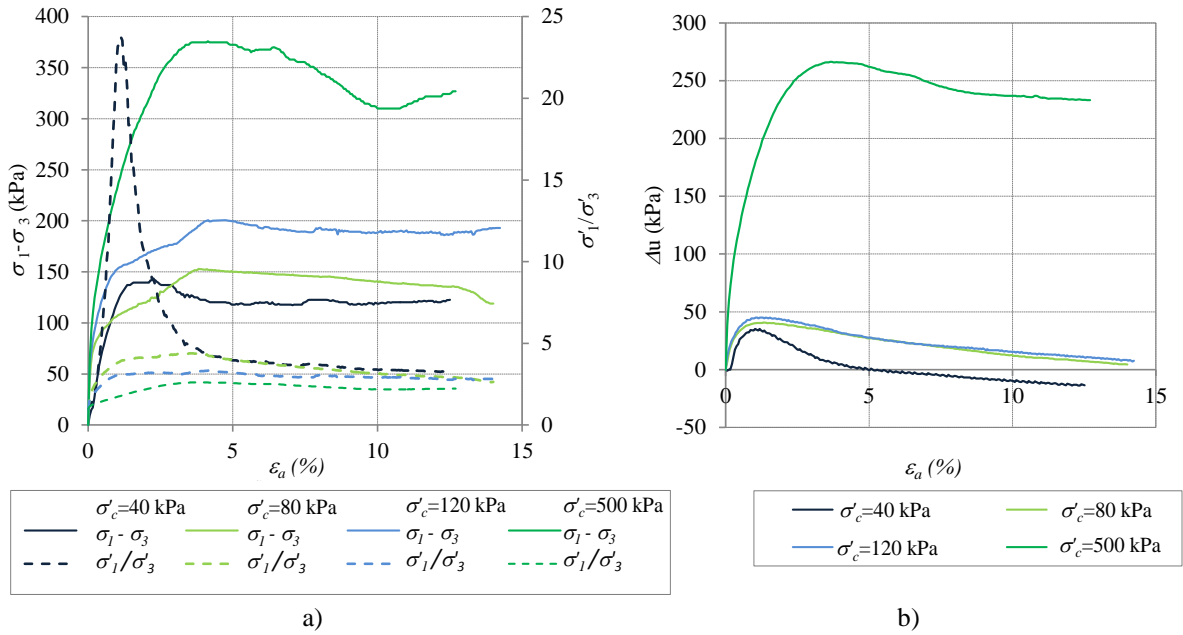 400
350
300
250
200
150
100
50
0
σ1-σ3 (kPa)
25
20
15
10
5
0
σ'1/σ'3
0 5 10 15
εa (%)
σ'c=40 kPa σ'c=80 kPa σ'c=120 kPa σ'c=500 kPa
σ1 - σ3 σ1 - σ3 σ1 - σ3 σ1 - σ3
σ'1/σ'3 σ'1/σ'3 σ'1/σ'3 σ'1/σ'3
a)
300
250
200
150
100
50
0
-50
Δu (kPa)
0 5 10 15
εa (%)
σ'c=40 kPa σ'c=80 kPa
σ'c=120 kPa σ'c=500 kPa
b)